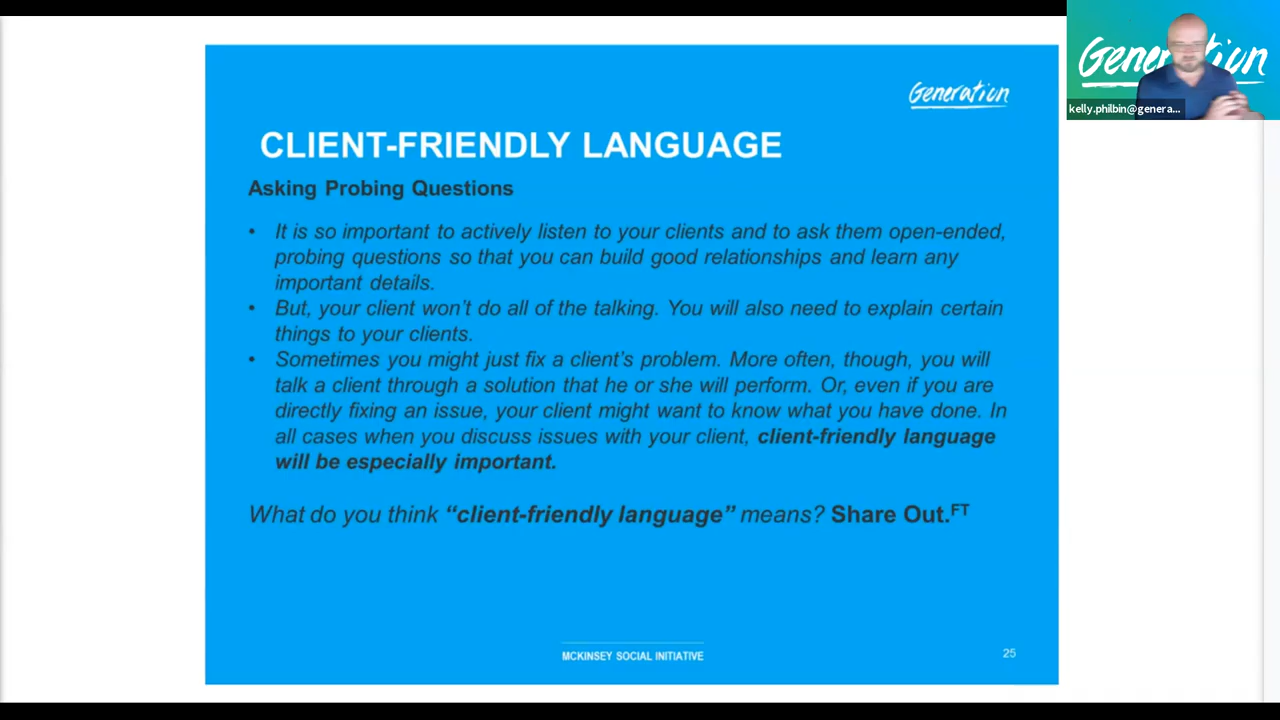 Generation
Generation
kelly.philbin@genera...
CLIENT-FRIENDLY LANGUAGE
Asking Probing Questions
• It is so important to actively listen to your clients and to ask them open-ended,
probing questions so that you can build good relationships and learn any
important details.
• But, your client won’t do all of the talking. You will also need to explain certain
things to your clients.
• Sometimes you might just fix a client’s problem. More often, though, you will
talk a client through a solution that he or she will perform. Or, even if you are
directly fixing an issue, your client might want to know what you have done. In
all cases when you discuss issues with your client, client-friendly language
will be especially important.
What do you think “client-friendly language” means? Share Out.FT
MCKINSEY SOCIAL INITIATIVE
25